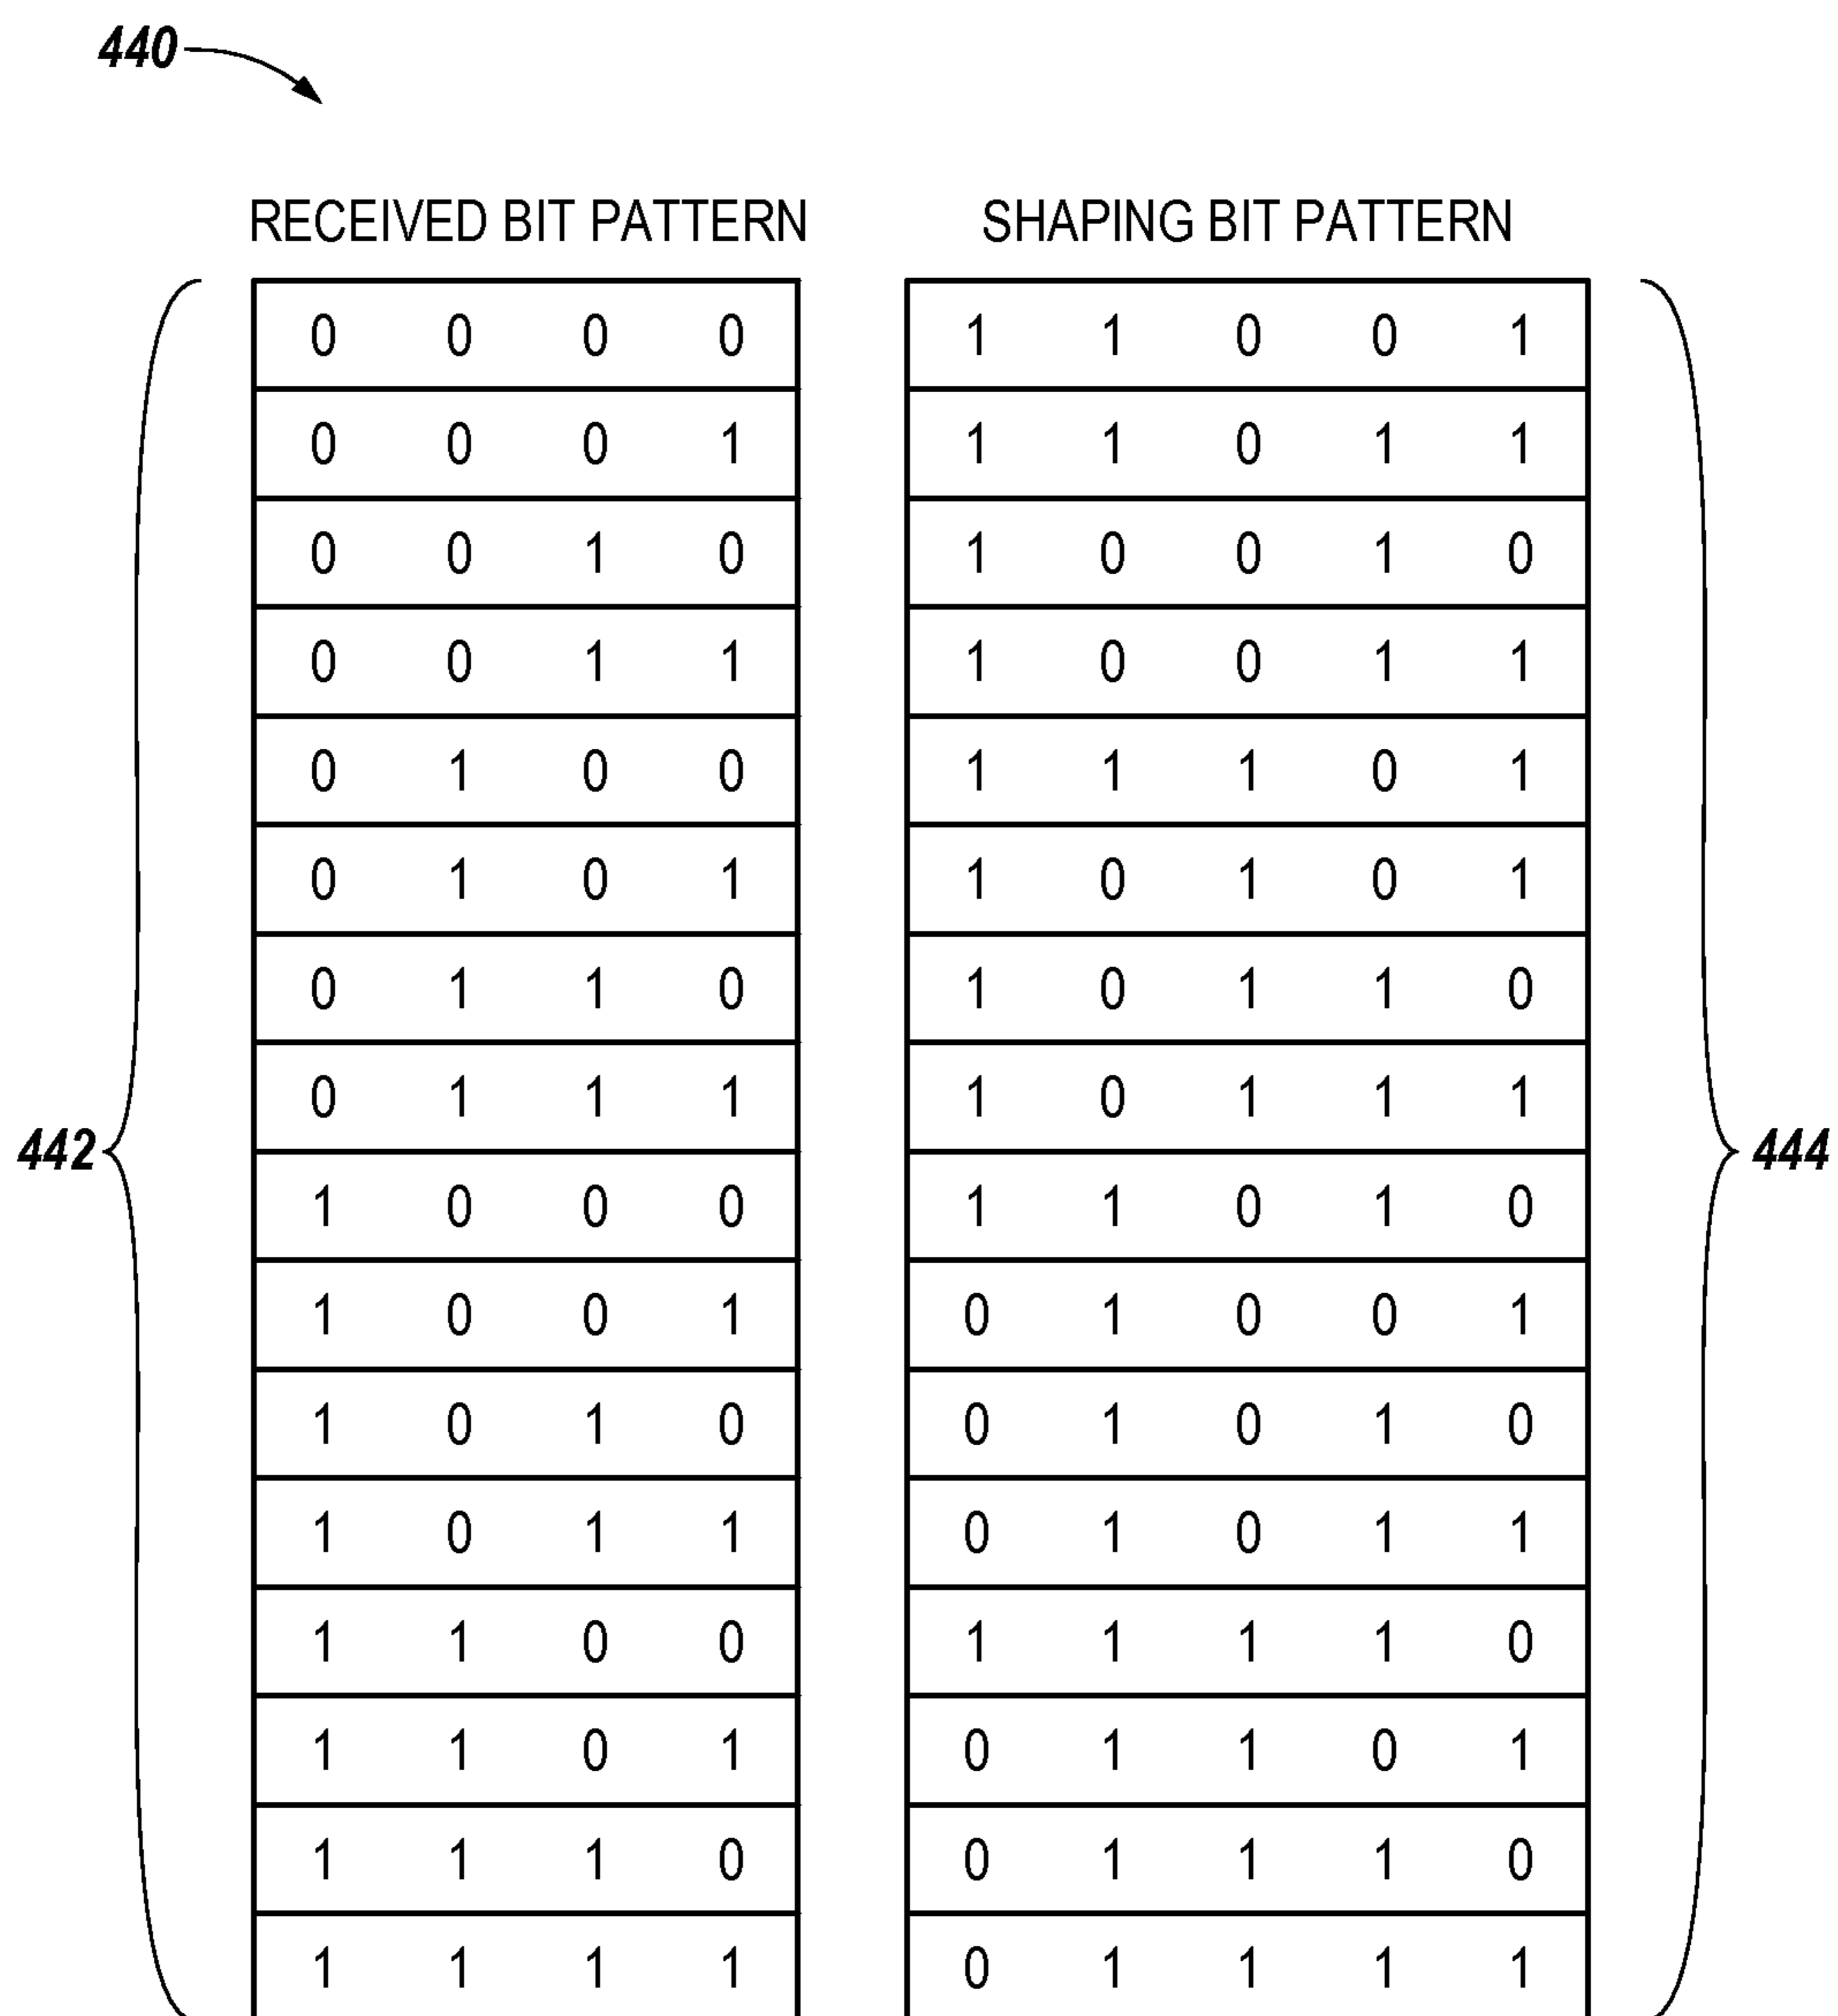 440
RECEIVED BIT PATTERN SHAPING BIT PATTERN
0 0 0 0 1 1 0 0 1
0 0 0 1 1 1 0 1 1
0 0 1 0 1 0 0 1 0
0 0 1 1 1 0 0 1 1
0 1 0 0 1 1 1 0 1
0 1 0 1 1 0 1 0 1
0 1 1 0 1 0 1 1 0
0 1 1 1 1 0 1 1 1
442 444
1 0 0 0 1 1 0 1 0
1 0 0 1 0 1 0 0 1
1 0 1 0 0 1 0 1 0
1 0 1 1 0 1 0 1 1
1 1 0 0 1 1 1 1 0
1 1 0 1 0 1 1 0 1
1 1 1 0 0 1 1 1 0
1 1 1 1 0 1 1 1 1